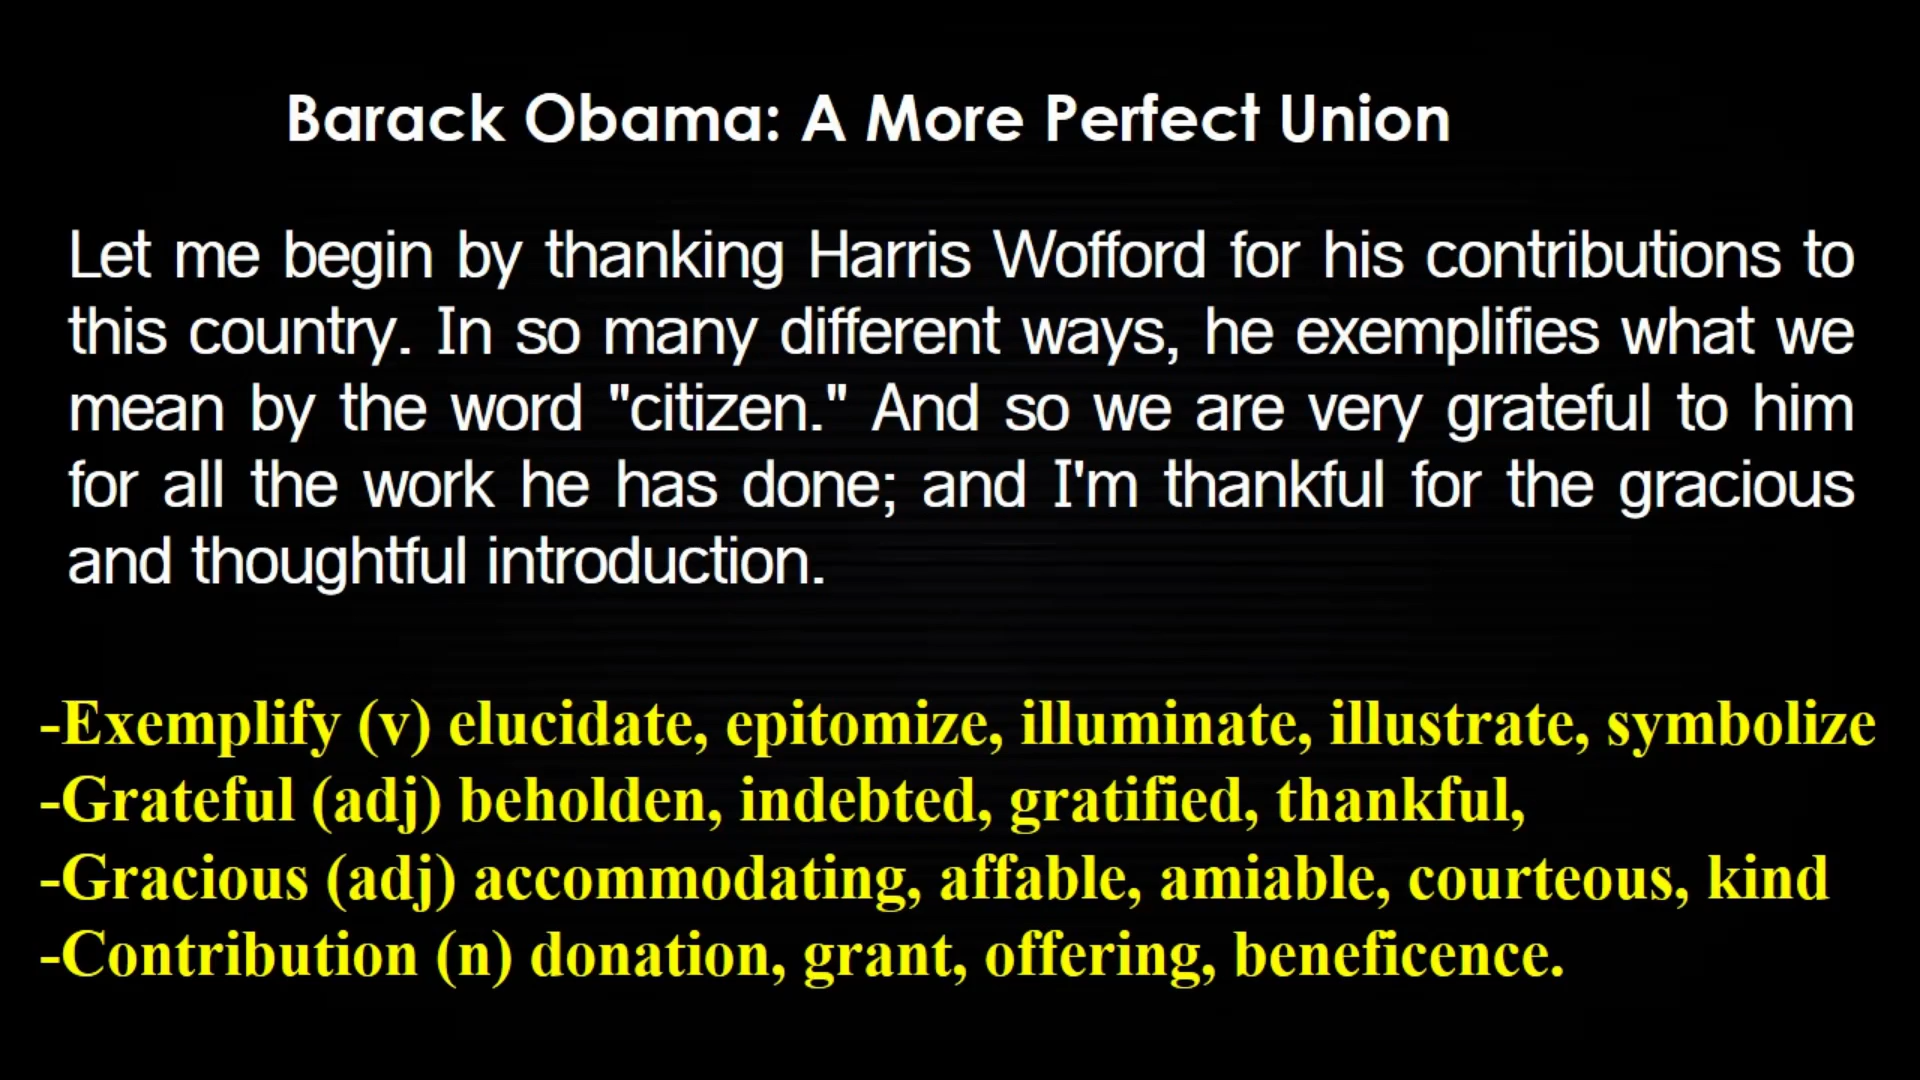 Barack Obama: A More Perfect Union
Let me begin by thanking Harris Wofford for his contributions to
this country. In so many different ways, he exemplifies what we
mean by the word "citizen." And so we are very grateful to him
for all the work he has done; and I'm thankful for the gracious
and thoughtful introduction.
-Exemplify (v) elucidate, epitomize, illuminate, illustrate, symbolize
-Grateful (adj) beholden, indebted, gratified, thankful,
-Gracious (adj) accommodating, affable, amiable, courteous, kind
-Contribution (n) donation, grant, offering, beneficence.